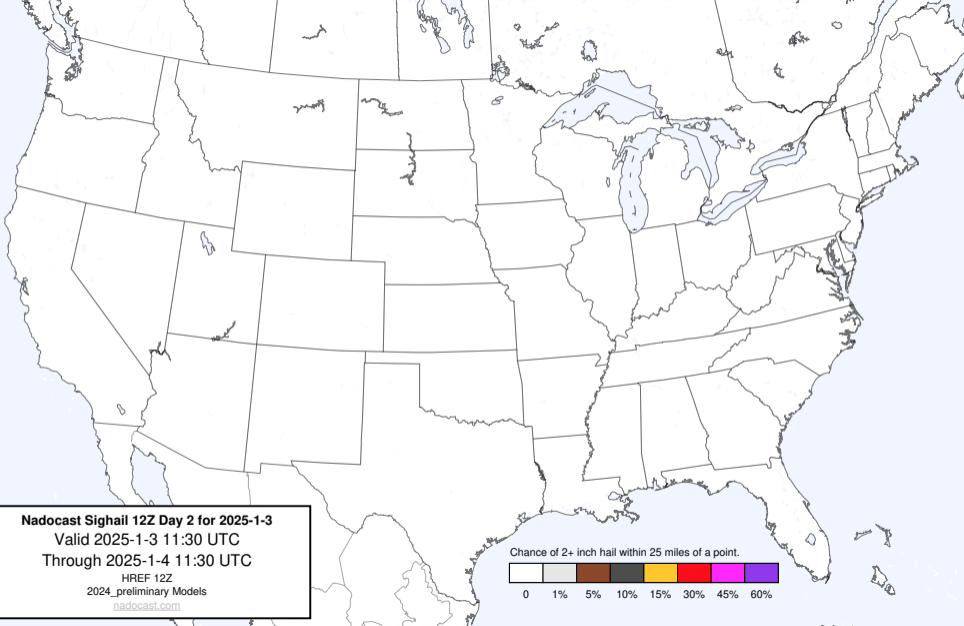 Nadocast Sighail 12Z Day 2 for 2025-1-3
Valid 2025-1-3 11:30 UTC
Through 2025-1-4 11:30 UTC
HREF 12Z
2024_preliminary Models
nadocast.com
Chance of 2+ inch hail within 25 miles of a point.
0 1% 5% 10% 15% 30% 45% 60%